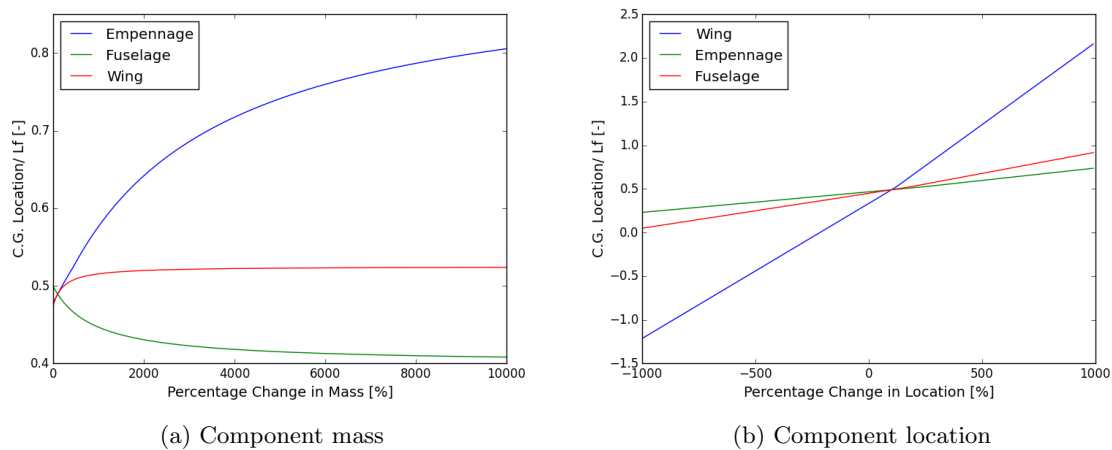 Empennage
Fuselage
Wing
C.G. Location/ Lf [-]
0.8
0.7
0.6
0.5
0.4
0 2000 4000 6000 8000 10000
Percentage Change in Mass [%]
(a) Component mass
Wing
Empennage
Fuselage
C.G. Location/ Lf [-]
2.5
2.0
1.5
1.0
0.5
0.0
−0.5
−1.0
−1.5
−1000 −500 0 500 1000
Percentage Change in Location [%]
(b) Component location